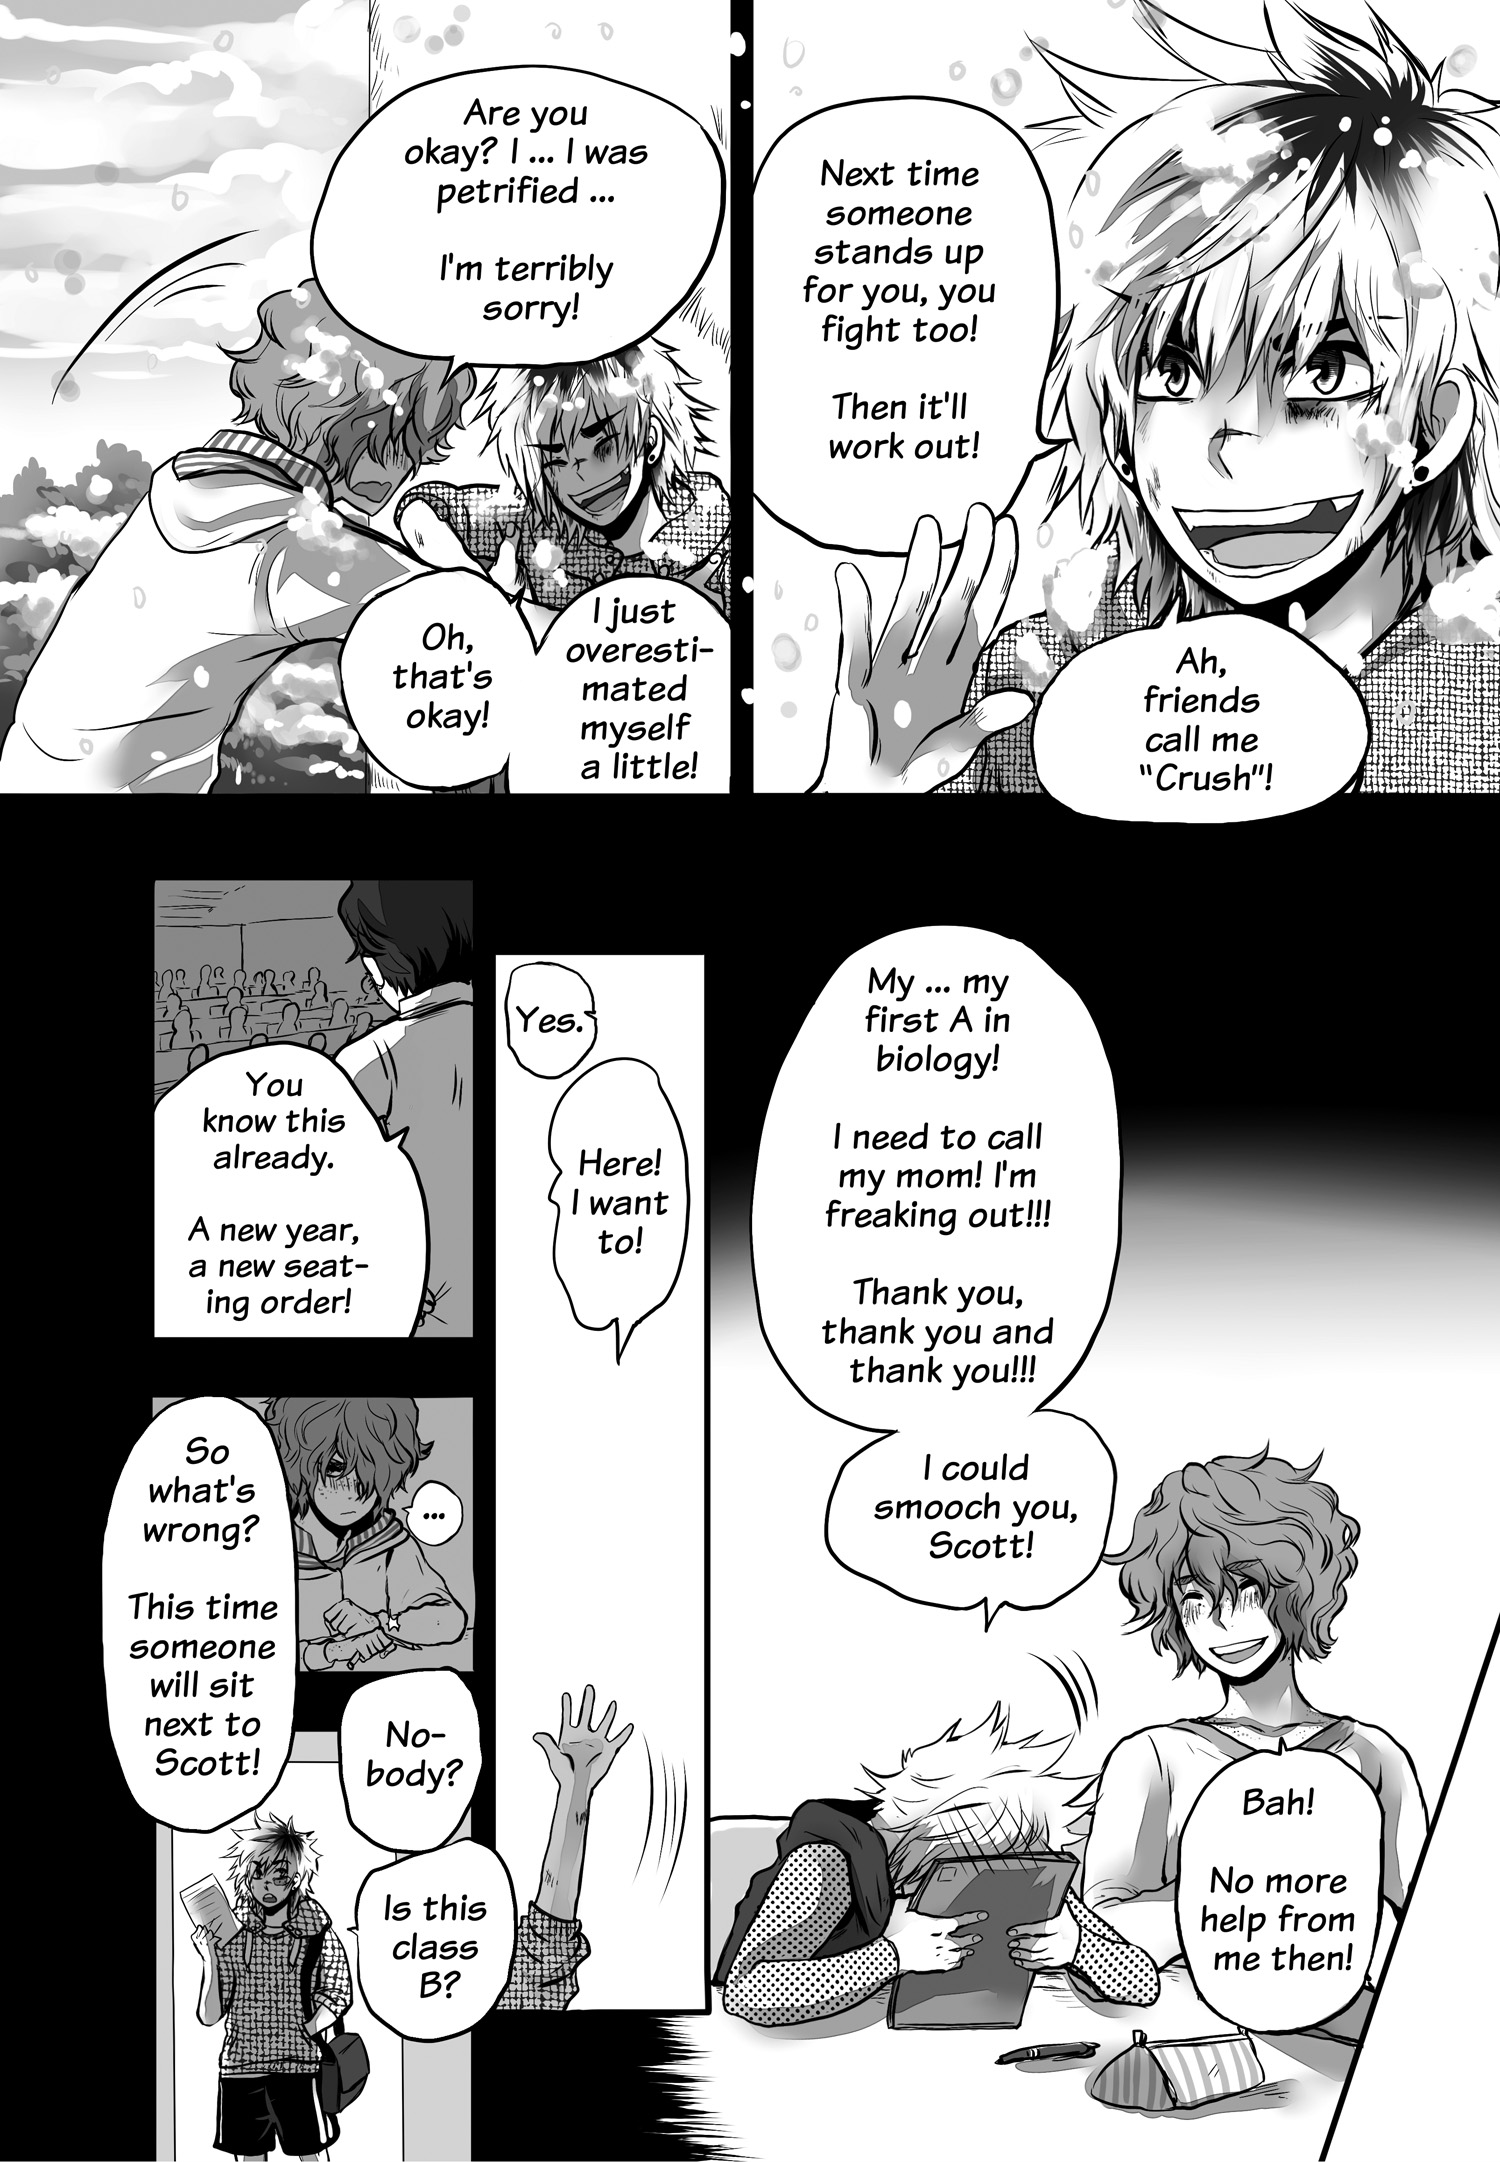 Are you
okay? I ... I was
petrified ...
I'm terribly
sorry!
Oh,
that's
okay!
I just
overesti-
mated
myself
a little!
Next time
someone
stands up
for you, you
fight too!
Then it'll
work out!
Ah,
friends
call me
"Crush"!
You
know this
already.
A new year,
a new seat-
ing order!
So
what's
wrong?
This time
someone
will sit
next to
Scott!
...
No-
body?
Is this
class
B?
Yes.
Here!
I want
to!
My ... my
first A in
biology!
I need to call
my mom! I'm
freaking out!!!
Thank you,
thank you and
thank you!!!
I could
smooch you,
Scott!
Bah!
No more
help from
me then!